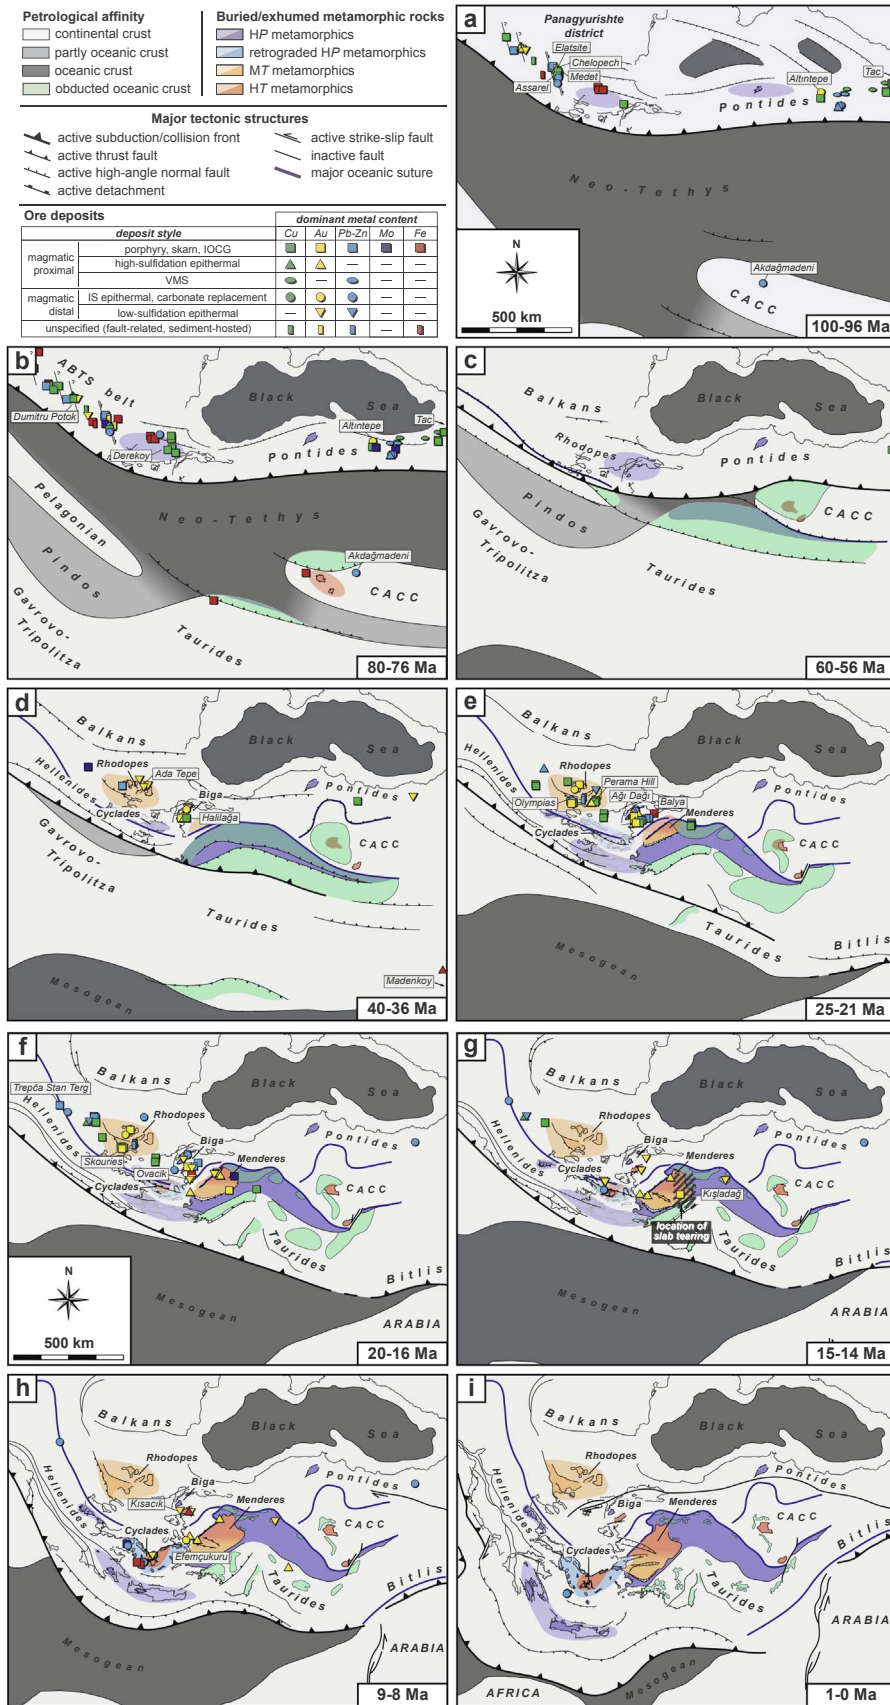 Petrological affinity
continental crust
partly oceanic crust
oceanic crust
obducted oceanic crust
Buried/exhumed metamorphic rocks
HP metamorphics
retrograded HP metamorphics
MT metamorphics
HT metamorphics
Major tectonic structures
active subduction/collision front
active thrust fault
active high-angle normal fault
active detachment
active strike-slip fault
inactive fault
major oceanic suture
Ore deposits
dominant metal content
deposit style Cu Au Pb-Zn Mo Fe
magmatic proximal
porphyry, skarn, IOCG
high-sulfidation epithermal — — —
VMS — — —
magmatic distal
IS epithermal, carbonate replacement — —
low-sulfidation epithermal — — —
unspecified (fault-related, sediment-hosted) —
a
Panagyurishte
district
Elatsite
Chelopech
Medet
Assarel
Altıntepe
Tac
Pontides
Neo-Tethys
N
500 km
Akdağmadeni
CACC
100-96 Ma
b
ABTS belt
Black Sea
Dumitru Potok
Derekoy
Altıntepe
Tac
Pontides
Neo-Tethys
Pelagonian
Pindos
Gavrovo-
Tripolitza
Akdağmadeni
CACC
Taurides
80-76 Ma
c
Balkans
Black Sea
Rhodopes
Pontides
Pindos
Gavrovo-
Tripolitza
CACC
Taurides
60-56 Ma
d
Balkans
Black Sea
Hellenides
Rhodopes
Ada Tepe
Biga
Pontides
Cyclades
Halilağa
CACC
Gavrovo-
Tripolitza
Taurides
Mesogean
Madenkoy
40-36 Ma
e
Balkans
Black Sea
Hellenides
Rhodopes
Perama Hill
Ağı Dağı
Balya
Olympias
Menderes
Pontides
Cyclades
CACC
Taurides
Bitlis
Mesogean
25-21 Ma
f
Balkans
Black Sea
Trepča Stan Terg
Hellenides
Rhodopes
Biga
Pontides
Skouries
Ovacik
Menderes
Cyclades
CACC
Taurides
Bitlis
Mesogean
ARABIA
N
500 km
20-16 Ma
g
Balkans
Black Sea
Hellenides
Rhodopes
Biga
Pontides
Cyclades
Menderes
Kışladağ
CACC
location of
slab tearing
Taurides
Bitlis
Mesogean
ARABIA
15-14 Ma
h
Balkans
Black Sea
Hellenides
Rhodopes
Biga
Pontides
Kısacık
Menderes
Cyclades
CACC
Efemçukuru
Taurides
Bitlis
Mesogean
ARABIA
9-8 Ma
i
Balkans
Black Sea
Hellenides
Rhodopes
Pontides
Biga
Menderes
CACC
Cyclades
Bitlis
Taurides
ARABIA
Mesogean
AFRICA
1-0 Ma